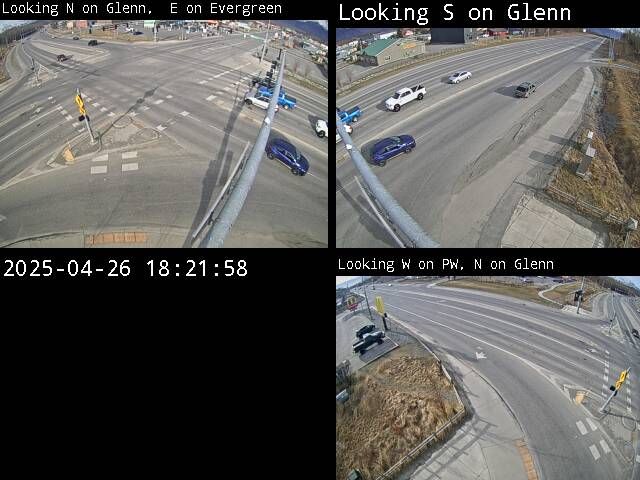 Looking N on Glenn,  E on Evergreen
Looking S on Glenn
2025-04-26 18:21:58
Looking W on PW, N on Glenn